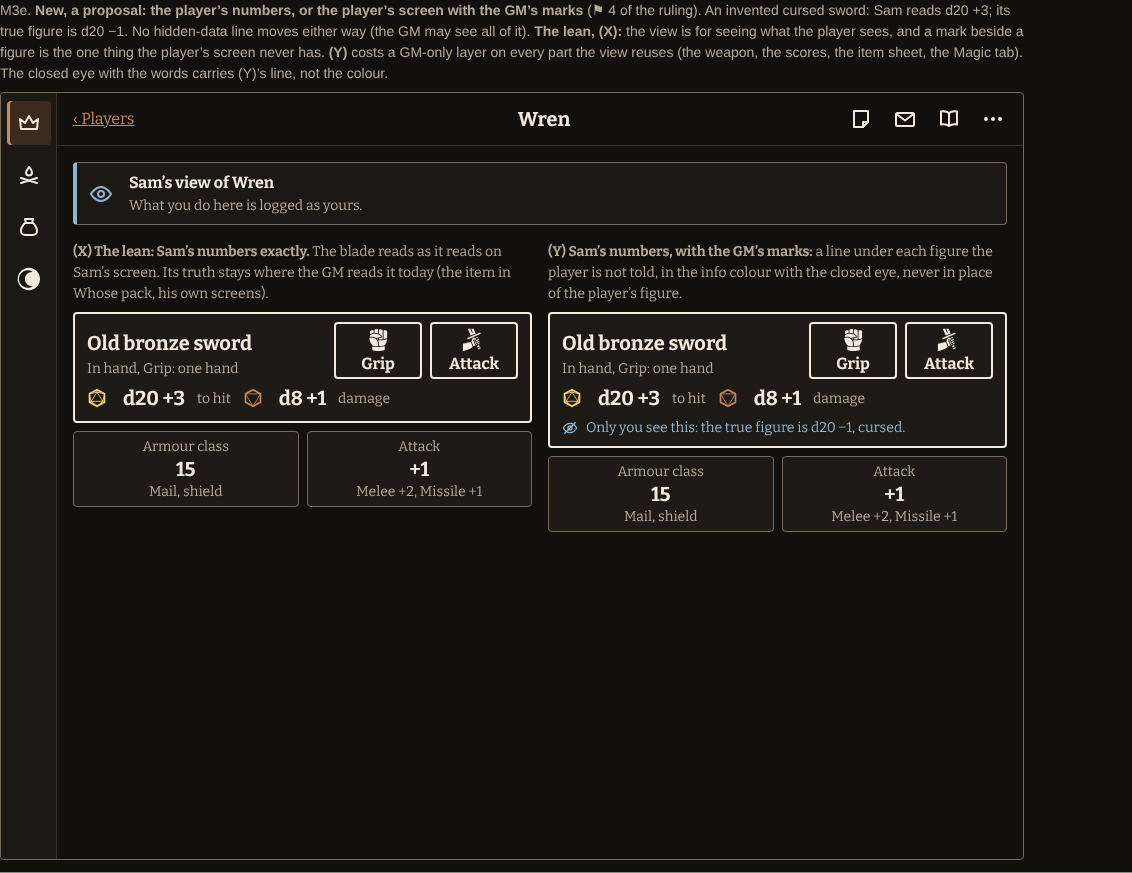 M3e. New, a proposal: the player’s numbers, or the player’s screen with the GM’s marks (⚑ 4 of the ruling). An invented cursed sword: Sam reads d20 +3; its
true figure is d20 −1. No hidden-data line moves either way (the GM may see all of it). The lean, (X): the view is for seeing what the player sees, and a mark beside a
figure is the one thing the player’s screen never has. (Y) costs a GM-only layer on every part the view reuses (the weapon, the scores, the item sheet, the Magic tab).
The closed eye with the words carries (Y)’s line, not the colour.
‹ Players
Wren
Sam’s view of Wren
What you do here is logged as yours.
(X) The lean: Sam’s numbers exactly. The blade reads as it reads on
Sam’s screen. Its truth stays where the GM reads it today (the item in
Whose pack, his own screens).
Old bronze sword
In hand, Grip: one hand
Grip
Attack
d20 +3 to hit d8 +1 damage
Armour class
15
Mail, shield
Attack
+1
Melee +2, Missile +1
(Y) Sam’s numbers, with the GM’s marks: a line under each figure the
player is not told, in the info colour with the closed eye, never in place
of the player’s figure.
Old bronze sword
In hand, Grip: one hand
Grip
Attack
d20 +3 to hit d8 +1 damage
Only you see this: the true figure is d20 −1, cursed.
Armour class
15
Mail, shield
Attack
+1
Melee +2, Missile +1